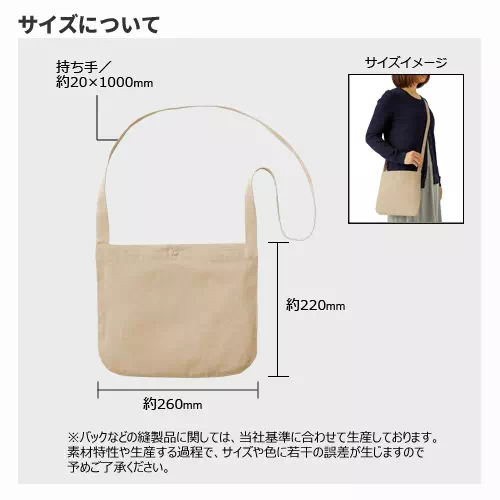 サイズについて
持ち手／
約20×1000mm
サイズイメージ
約220mm
約260mm
※バックなどの縫製品に関しては、当社基準に合わせて生産しております。
素材特性や生産する過程で、サイズや色に若干の誤差が生じますので
予めご了承ください。